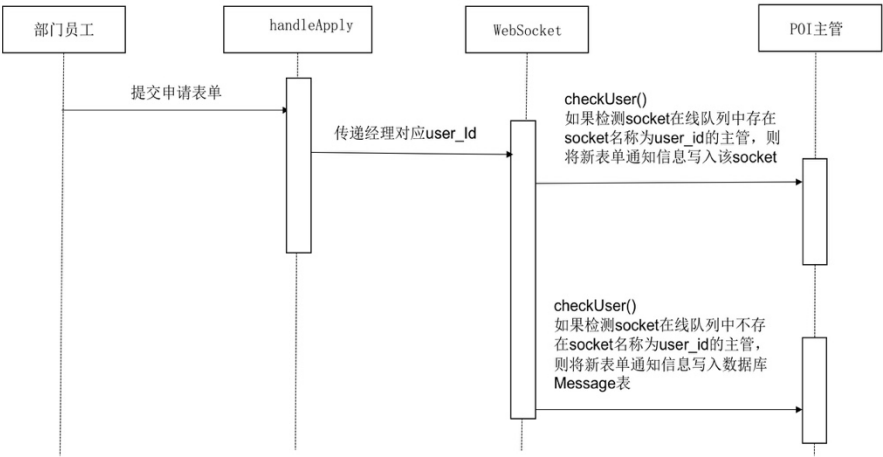 部门员工
handleApply
WebSocket
POI主管
提交申请表单
传递经理对应user_Id
checkUser()
如果检测socket在线队列中存在
socket名称为user_id的主管，则
将新表单通知信息写入该socket
checkUser()
如果检测socket在线队列中不存
在socket名称为user_id的主管，
则将新表单通知信息写入数据库
Message表